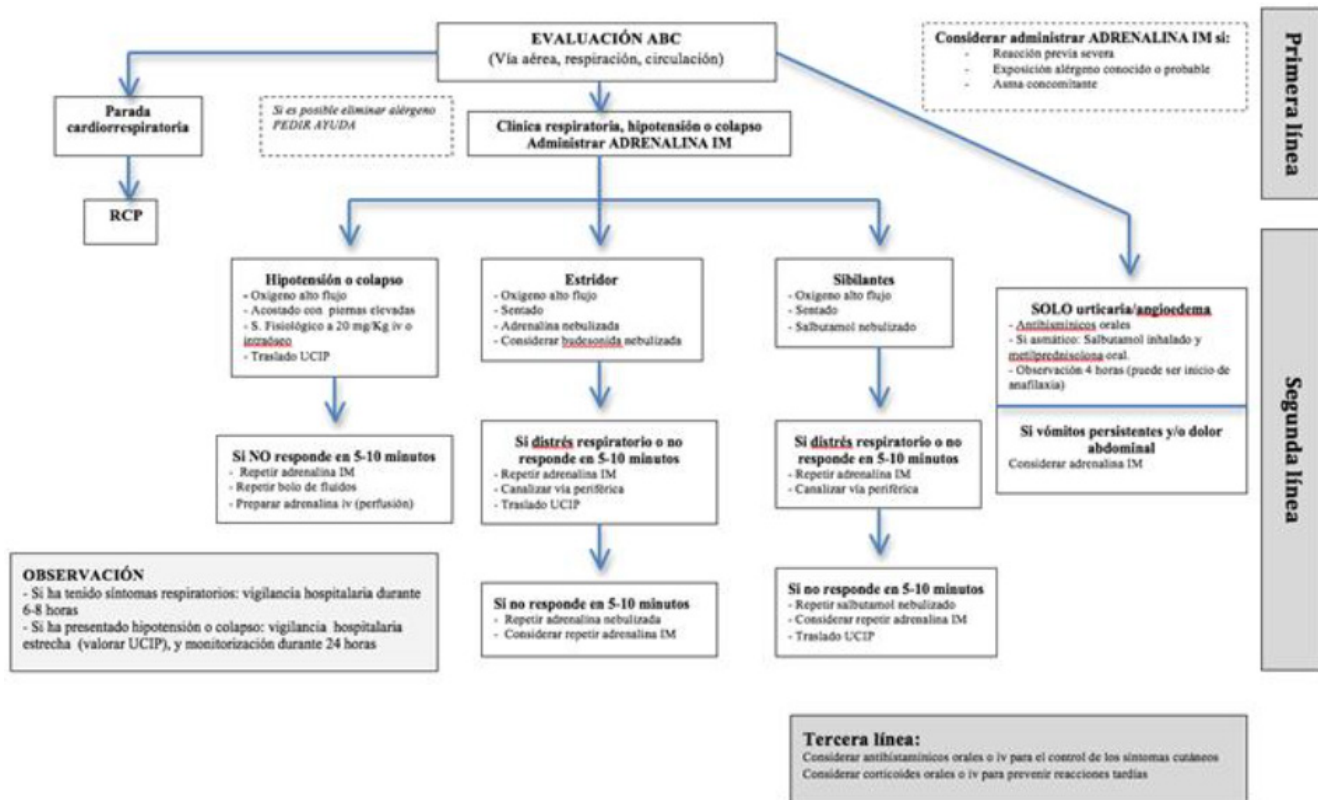 EVALUACIÓN ABC
(Vía aérea, respiración, circulación)
Considerar administrar ADRENALINA IM si:
- Reacción previa severa
- Exposición alérgeno conocido o probable
- Asma concomitante
Primera línea
Parada
cardiorrespiratoria
Si es posible eliminar alérgeno
PEDIR AYUDA
Clínica respiratoria, hipotensión o colapso
Administrar ADRENALINA IM
RCP
Hipotensión o colapso
- Oxígeno alto flujo
- Acostado con piernas elevadas
- S. Fisiológico a 20 mg/Kg iv o
intraóseo
- Traslado UCIP
Estridor
- Oxígeno alto flujo
- Sentado
- Adrenalina nebulizada
- Considerar budesonida nebulizada
Sibilantes
- Oxígeno alto flujo
- Sentado
- Salbutamol nebulizado
SOLO urticaria/angioedema
- Antihismínicos orales
- Si asmático: Salbutamol inhalado y
metilprednisolona oral.
- Observación 4 horas (puede ser inicio de
anafilaxia)
Si vómitos persistentes y/o dolor
abdominal
Considerar adrenalina IM
Segunda línea
Si NO responde en 5-10 minutos
- Repetir adrenalina IM
- Repetir bolo de fluidos
- Preparar adrenalina iv (perfusión)
Si distrés respiratorio o no
responde en 5-10 minutos
- Repetir adrenalina IM
- Canalizar vía periférica
- Traslado UCIP
Si distrés respiratorio o no
responde en 5-10 minutos
- Repetir adrenalina IM
- Canalizar vía periférica
OBSERVACIÓN
- Si ha tenido síntomas respiratorios: vigilancia hospitalaria durante
6-8 horas
- Si ha presentado hipotensión o colapso: vigilancia hospitalaria
estrecha (valorar UCIP), y monitorización durante 24 horas
Si no responde en 5-10 minutos
- Repetir adrenalina nebulizada
- Considerar repetir adrenalina IM
Si no responde en 5-10 minutos
- Repetir salbutamol nebulizado
- Considerar repetir adrenalina IM
- Traslado UCIP
Tercera línea:
Considerar antihistamínicos orales o iv para el control de los síntomas cutáneos
Considerar corticoides orales o iv para prevenir reacciones tardías